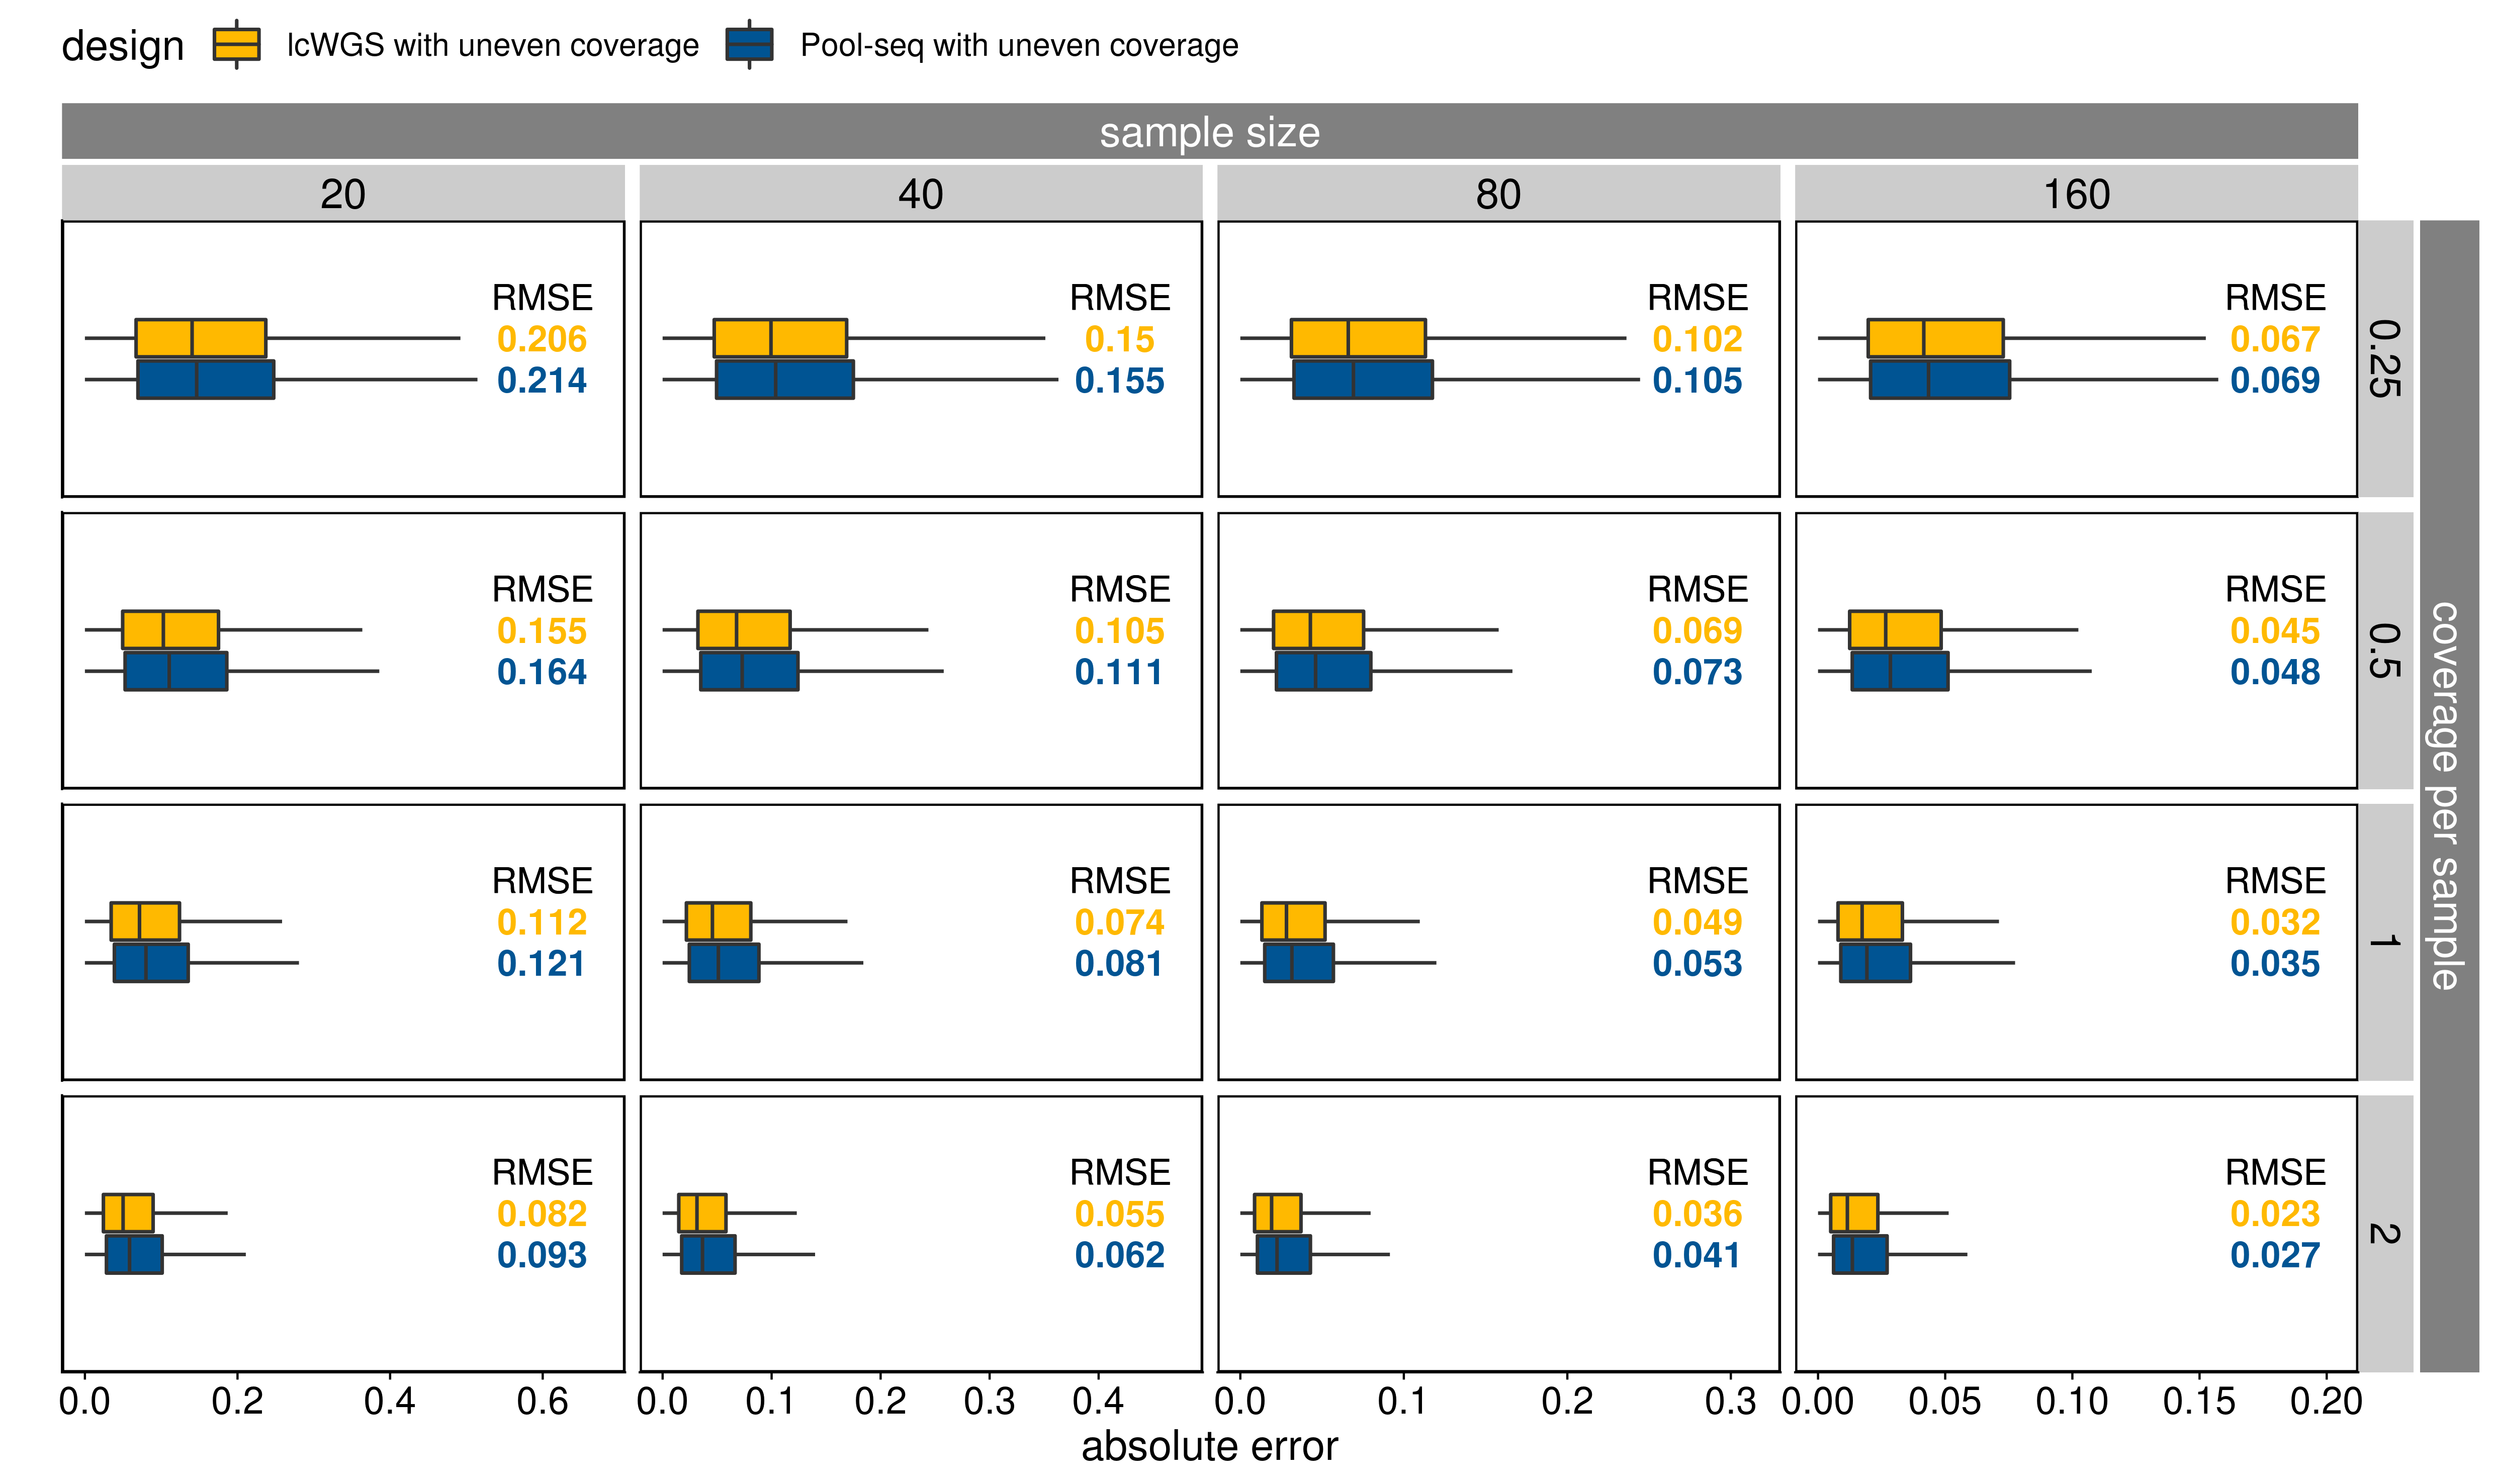 design lcWGS with uneven coverage Pool-seq with uneven coverage
sample size
20 40 80 160
RMSE RMSE RMSE RMSE
0.206 0.15 0.102 0.067
0.214 0.155 0.105 0.069
0.25
RMSE RMSE RMSE RMSE
0.155 0.105 0.069 0.045
0.164 0.111 0.073 0.048
0.5
RMSE RMSE RMSE RMSE
0.112 0.074 0.049 0.032
0.121 0.081 0.053 0.035
1
RMSE RMSE RMSE RMSE
0.082 0.055 0.036 0.023
0.093 0.062 0.041 0.027
2
coverage per sample
0.0 0.2 0.4 0.6 0.0 0.1 0.2 0.3 0.4 0.0 0.1 0.2 0.3 0.00 0.05 0.10 0.15 0.20
absolute error